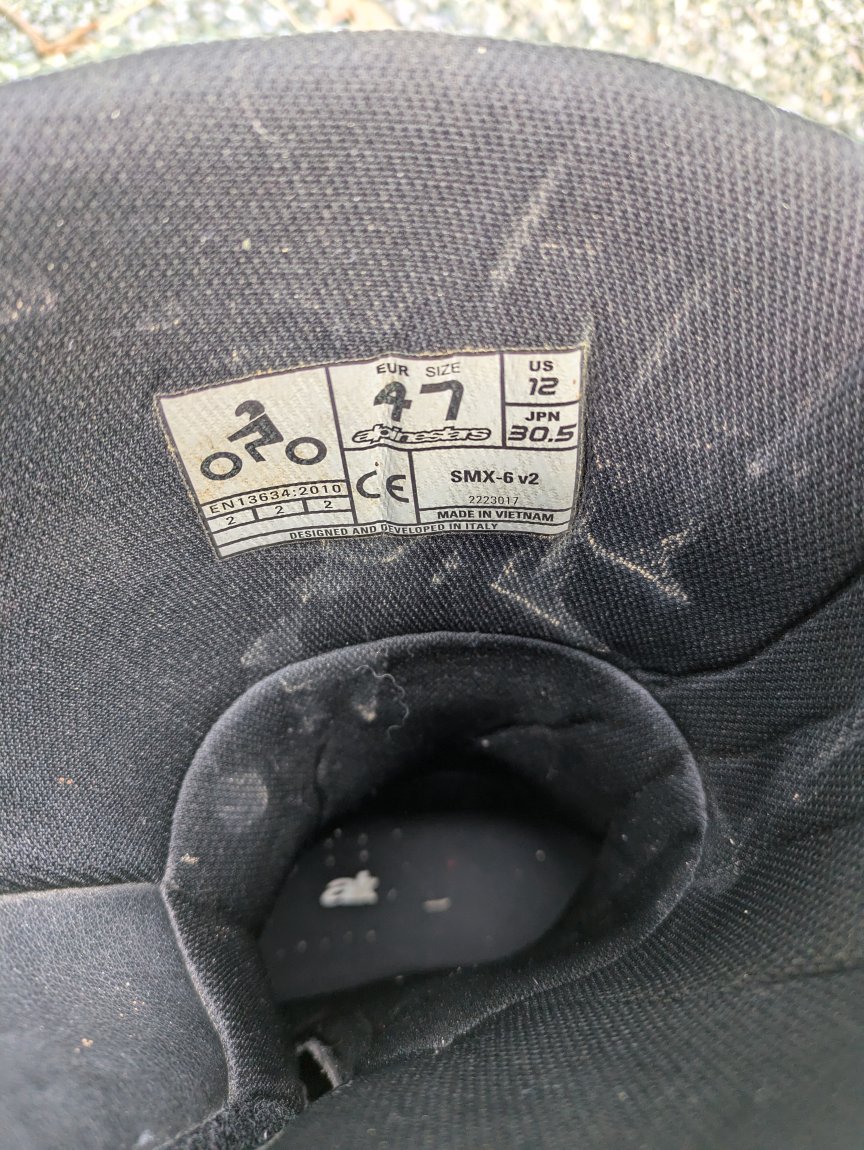 EUR SIZE
47
alpinestars
US
12
JPN
30.5
EN13634:2010
2 2 2
CE
SMX-6 v2
2223017
MADE IN VIETNAM
DESIGNED AND DEVELOPED IN ITALY